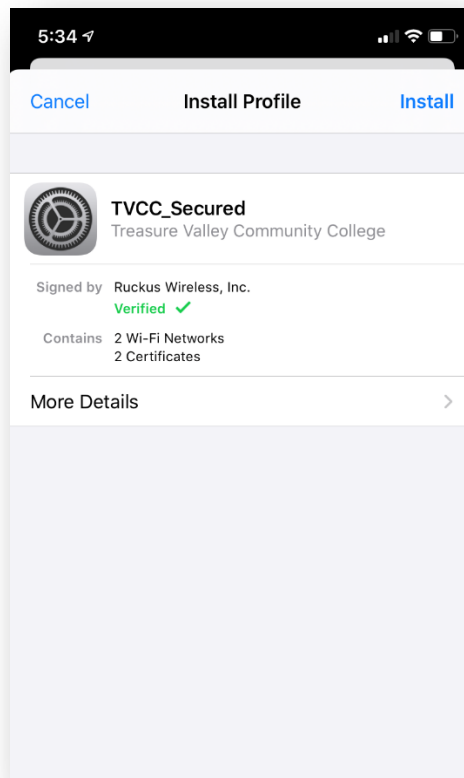 5:34
Cancel Install Profile Install
TVCC_Secured
Treasure Valley Community College
Signed by Ruckus Wireless, Inc.
Verified
Contains 2 Wi-Fi Networks
2 Certificates
More Details